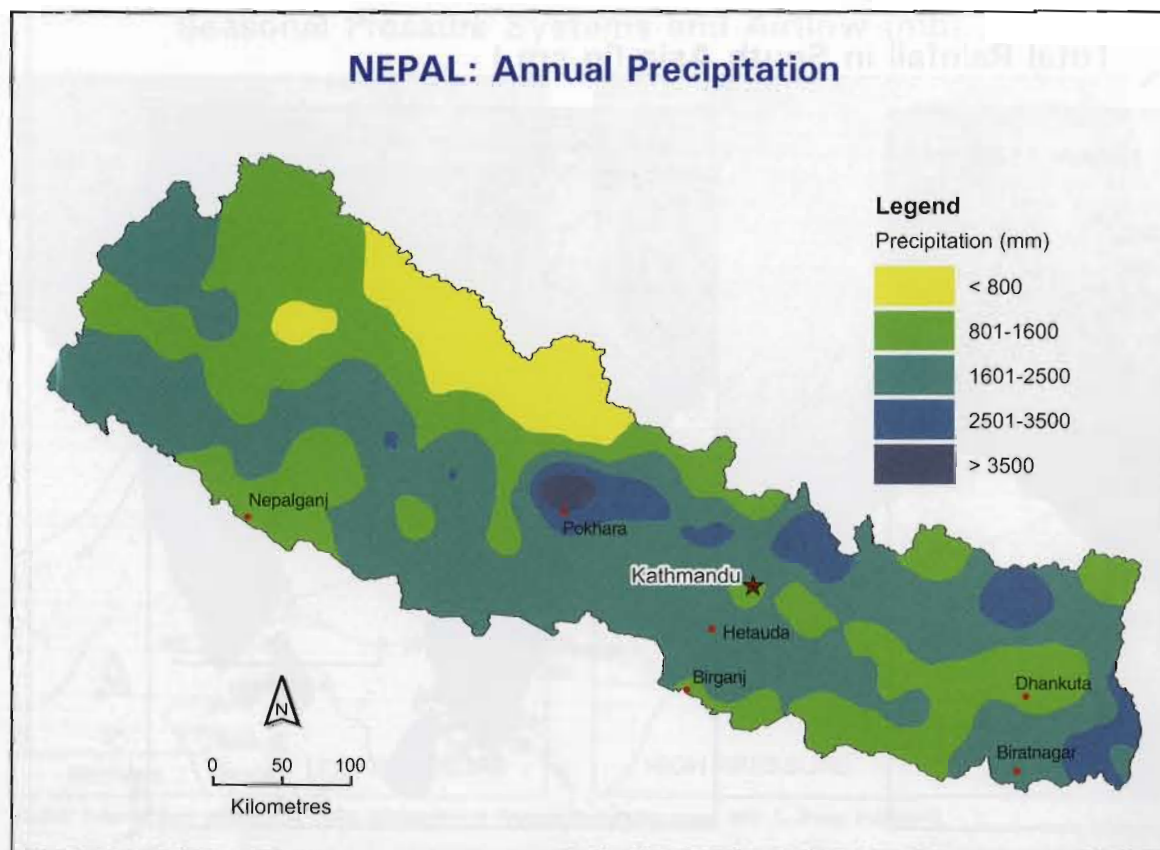 NEPAL: Annual Precipitation
Legend
Precipitation (mm)
< 800
801-1600
1601-2500
2501-3500
> 3500
Nepalganj
Pokhara
Kathmandu
Hetauda
Birganj
Dhankuta
Biratnagar
N
0 50 100
Kilometres